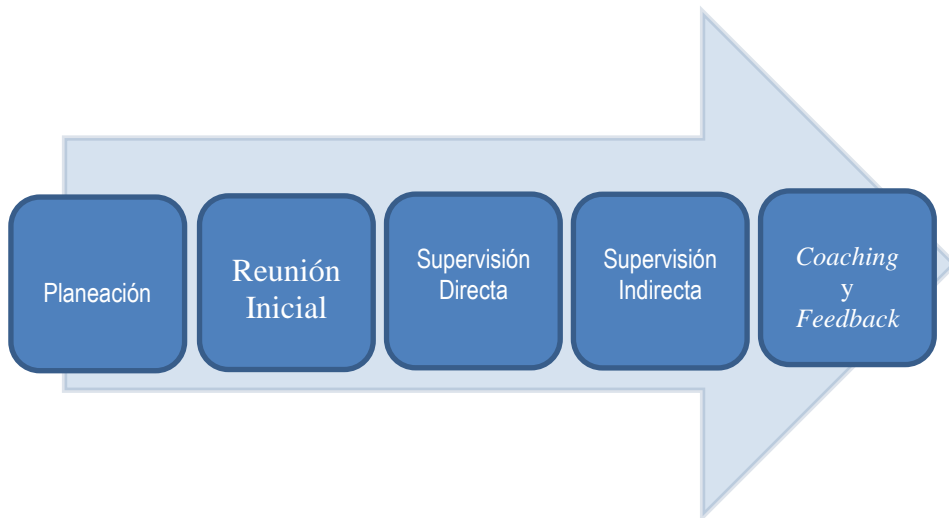 Planeación
Reunión
Inicial
Supervisión
Directa
Supervisión
Indirecta
Coaching
y
Feedback